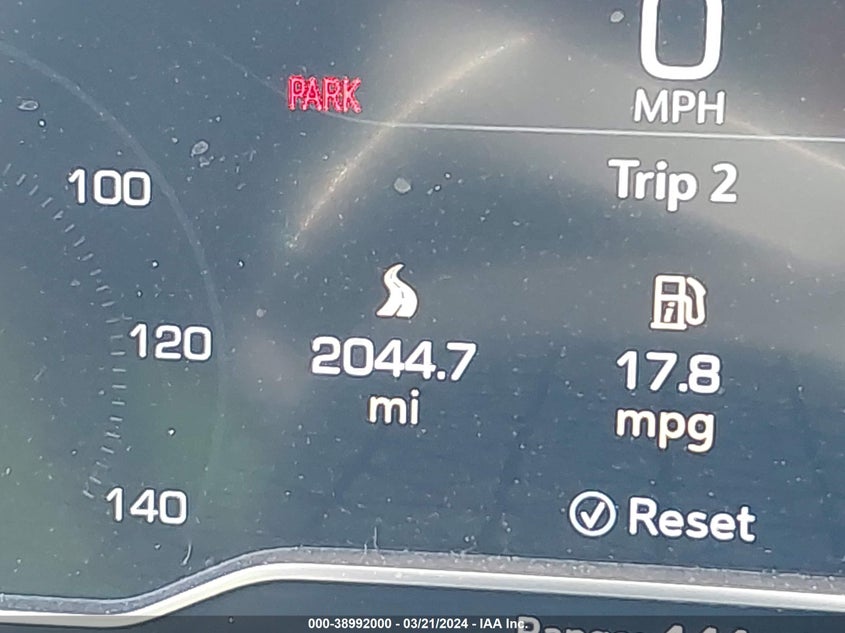 0
MPH
PARK
Trip 2
100
120
140
2044.7
mi
17.8
mpg
Reset
000-38992000 - 03/21/2024 - IAA Inc.